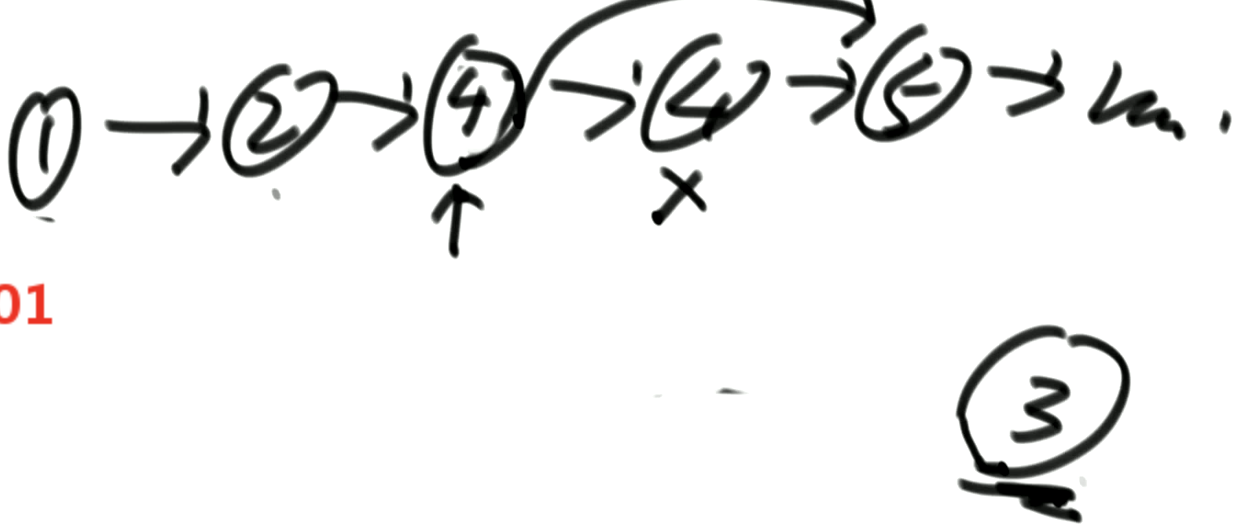 ① → ② → ④ → ④ → ⑤ →
01
③